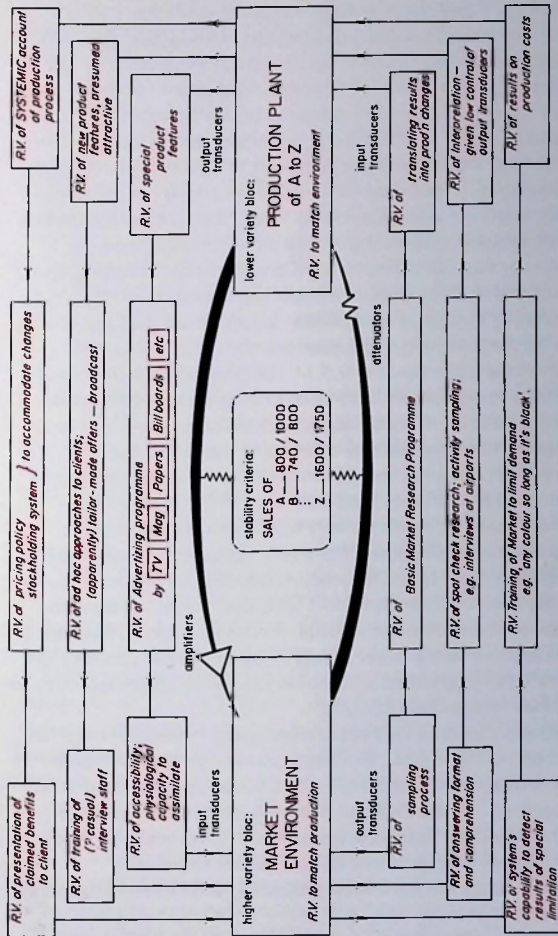 R.V. of presentation of
claimed benefits
to client
R.V. of pricing policy
stockholding system } to accommodate changes
R.V. of SYSTEMIC account
of production
process
R.V. of training of
(? casual)
interview staff
R.V. of ad hoc approaches to clients;
(apparently) tailor-made offers — broadcast
R.V. of new product
features, presumed
attractive
R.V. of accessibility,
physiological
capacity to
assimilate
R.V. of Advertizing programme
by TV Mag Papers Bill boards etc
R.V. of special
product
features
input
transducers
amplifiers
output
transducers
higher variety bloc:
MARKET
ENVIRONMENT
R.V. to match production
stability criteria:
SALES OF
A __ 800 / 1000
B __ 740 / 800
Z __ 1600 / 1750
lower variety bloc:
PRODUCTION PLANT
of A to Z
R.V. to match environment
output
transducers
attenuators
input
transducers
R.V. of sampling
process
R.V. of Basic Market Research Programme
R.V. of translating results
into prod'n changes
R.V. of answering format
and comprehension
R.V. of spot check research; activity sampling;
e.g. interviews at airports
R.V. of interpretation —
given low control of
output transducers
R.V. or system's
capability to detect
results of special
limitation
R.V. Training of Market to limit demand
e.g. 'any colour so long as it's black'.
R.V. of results on
production costs